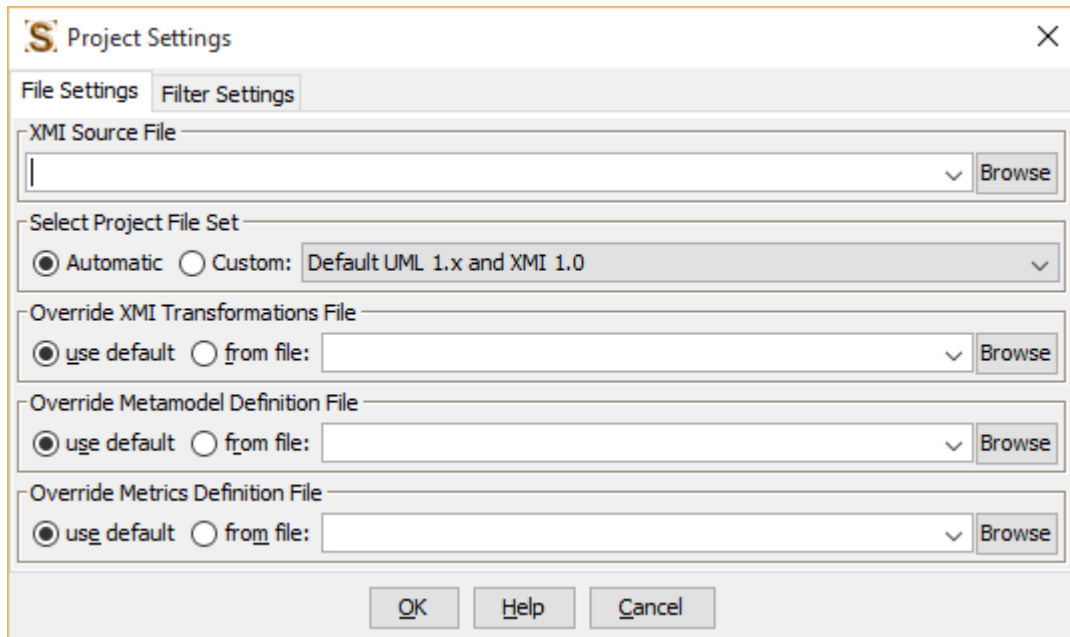 S Project Settings
File Settings Filter Settings
XMI Source File
Browse
Select Project File Set
Automatic Custom: Default UML 1.x and XMI 1.0
Override XMI Transformations File
use default from file: Browse
Override Metamodel Definition File
use default from file: Browse
Override Metrics Definition File
use default from file: Browse
OK Help Cancel